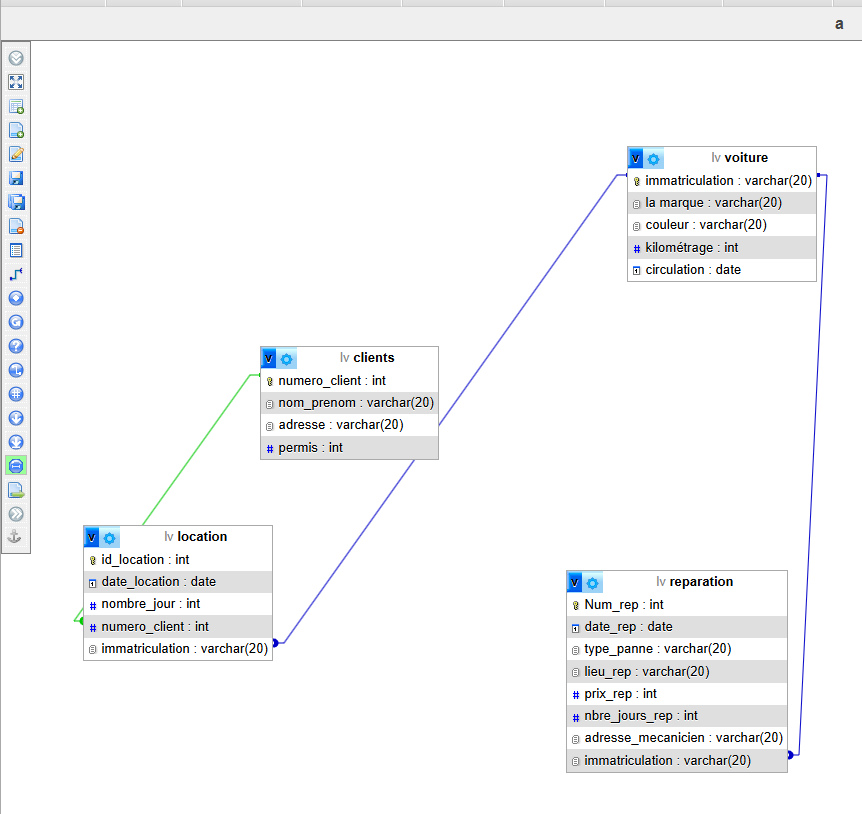 a
v lv voiture
immatriculation : varchar(20)
la marque : varchar(20)
couleur : varchar(20)
# kilométrage : int
circulation : date
v lv clients
numero_client : int
nom_prenom : varchar(20)
adresse : varchar(20)
# permis : int
v lv location
id_location : int
date_location : date
# nombre_jour : int
# numero_client : int
immatriculation : varchar(20)
v lv reparation
Num_rep : int
date_rep : date
type_panne : varchar(20)
lieu_rep : varchar(20)
# prix_rep : int
# nbre_jours_rep : int
adresse_mecanicien : varchar(20)
immatriculation : varchar(20)